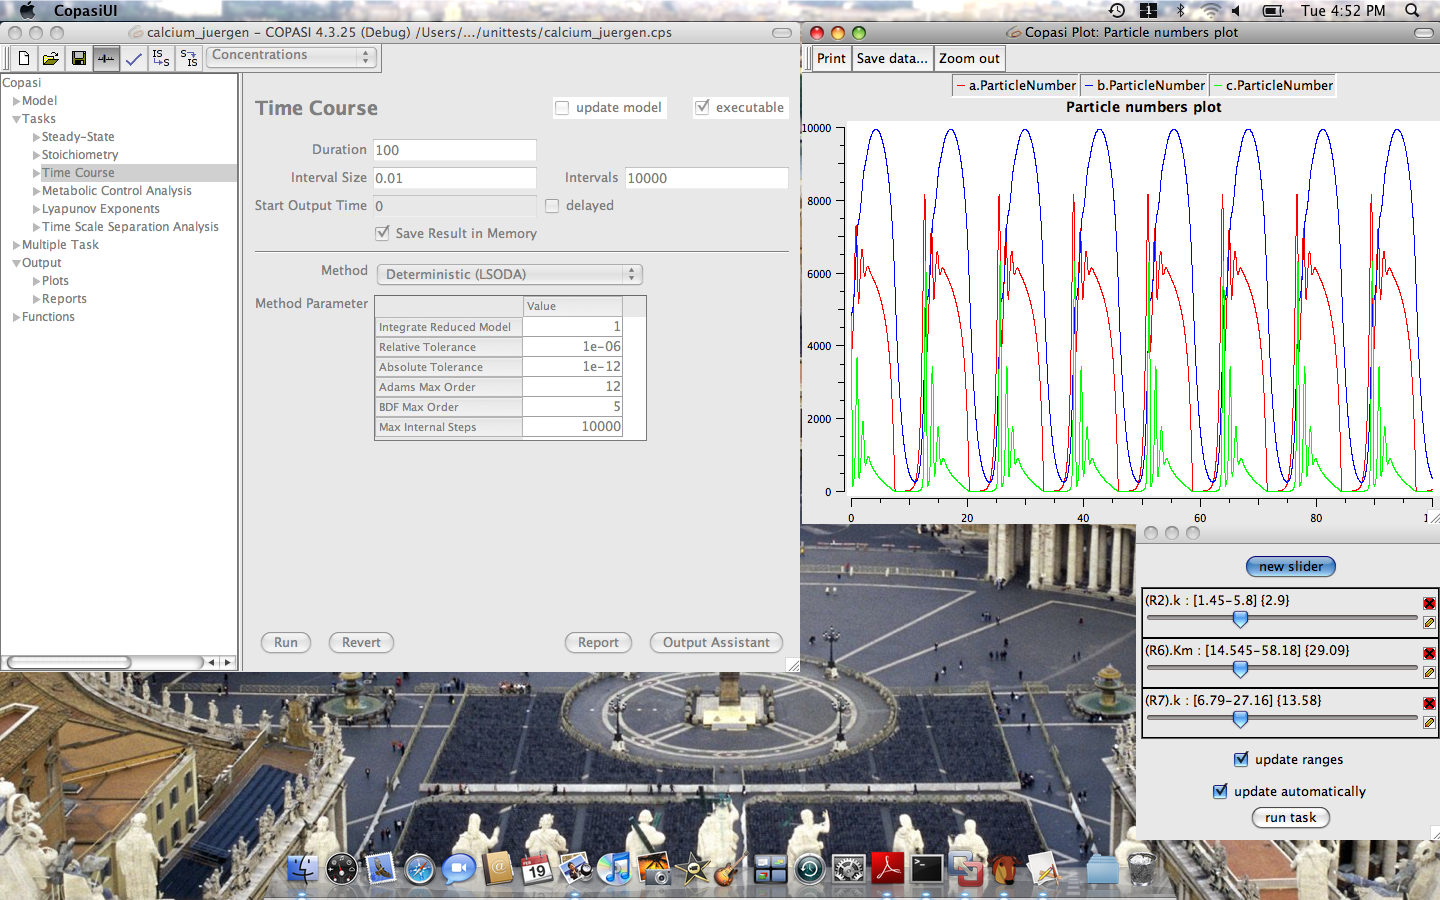 CopasiUI
Tue 4:52 PM
calcium_juergen - COPASI 4.3.25 (Debug) /Users/.../unittests/calcium_juergen.cps
IS
S
S
IS
Concentrations
Copasi
Model
Tasks
Steady-State
Stoichiometry
Time Course
Metabolic Control Analysis
Lyapunov Exponents
Time Scale Separation Analysis
Multiple Task
Output
Plots
Reports
Functions
Time Course
update model
executable
Duration 100
Interval Size 0.01 Intervals 10000
Start Output Time 0 delayed
Save Result in Memory
Method Deterministic (LSODA)
Method Parameter Value
Integrate Reduced Model 1
Relative Tolerance 1e-06
Absolute Tolerance 1e-12
Adams Max Order 12
BDF Max Order 5
Max Internal Steps 10000
Run Revert Report Output Assistant
Copasi Plot: Particle numbers plot
Print Save data... Zoom out
a.ParticleNumber b.ParticleNumber c.ParticleNumber
Particle numbers plot
10000
8000
6000
4000
2000
0
0 20 40 60 80
new slider
(R2).k : [1.45-5.8] {2.9}
(R6).Km : [14.545-58.18] {29.09}
(R7).k : [6.79-27.16] {13.58}
update ranges
update automatically
run task
FEB
19